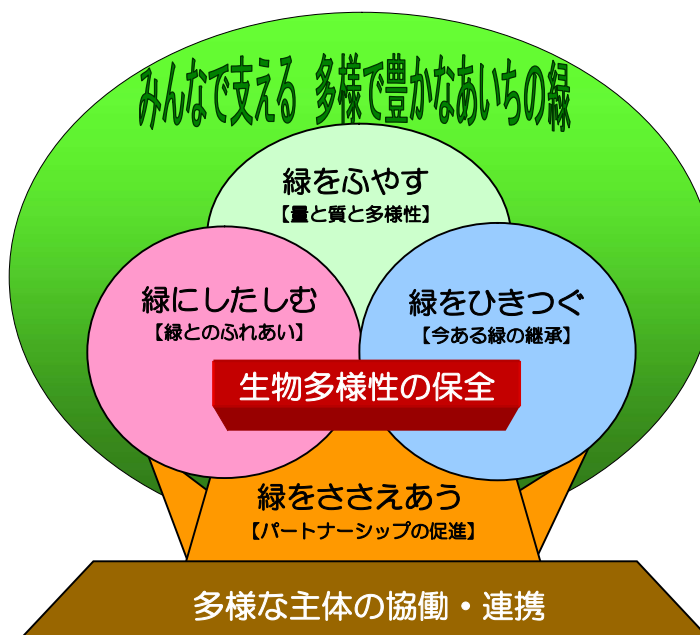 みんなで支える 多様で豊かなあいちの緑
緑をふやす
【量と質と多様性】
緑にしたしむ
【緑とのふれあい】
緑をひきつぐ
【今ある緑の継承】
生物多様性の保全
緑をささえあう
【パートナーシップの促進】
多様な主体の協働・連携